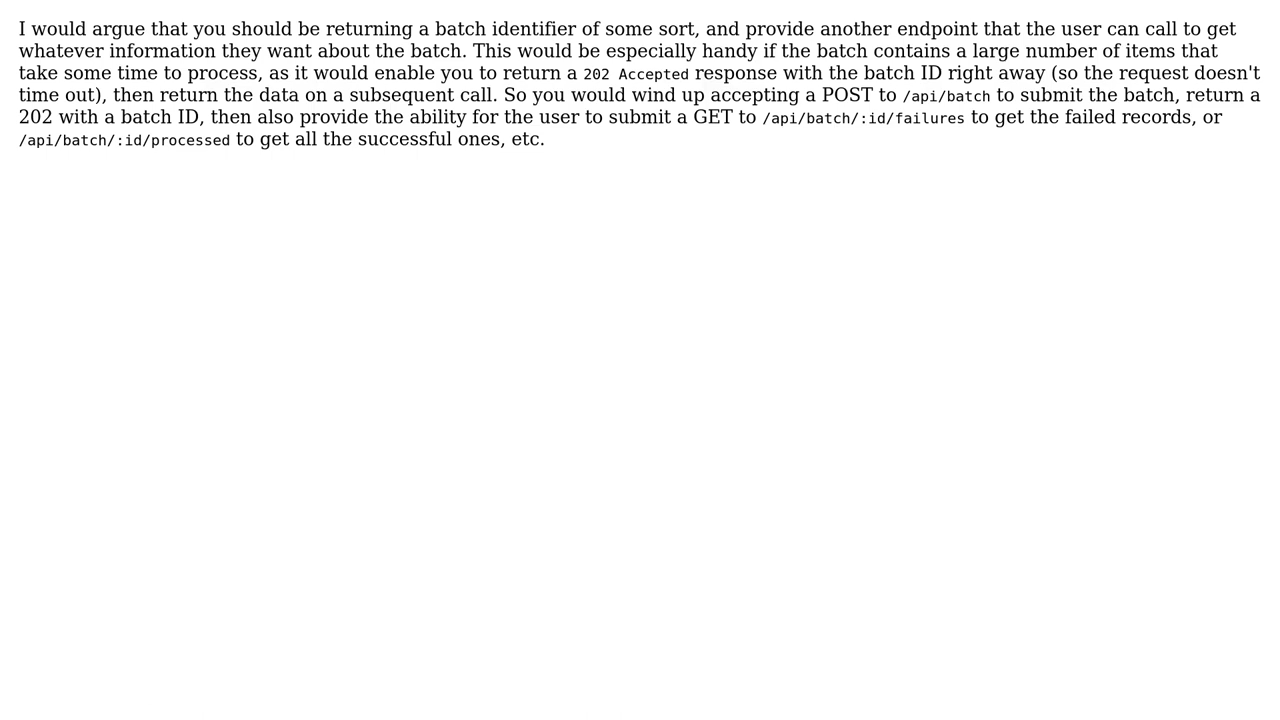 I would argue that you should be returning a batch identifier of some sort, and provide another endpoint that the user can call to get
whatever information they want about the batch. This would be especially handy if the batch contains a large number of items that
take some time to process, as it would enable you to return a 202 Accepted response with the batch ID right away (so the request doesn't
time out), then return the data on a subsequent call. So you would wind up accepting a POST to /api/batch to submit the batch, return a
202 with a batch ID, then also provide the ability for the user to submit a GET to /api/batch/:id/failures to get the failed records, or
/api/batch/:id/processed to get all the successful ones, etc.